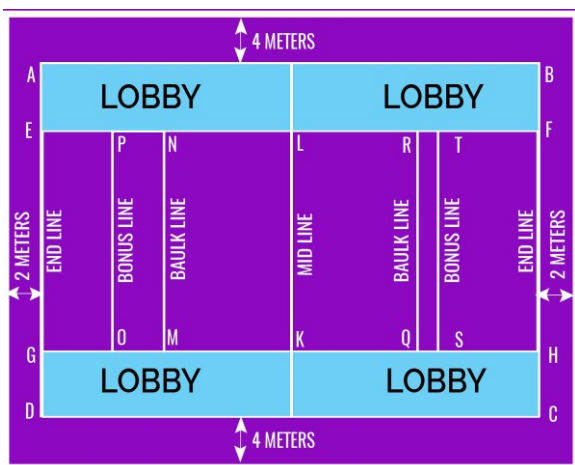 4 METERS
A
LOBBY
LOBBY
B
E
P
N
L
R
T
F
2 METERS
END LINE
BONUS LINE
BAULK LINE
MID LINE
BAULK LINE
BONUS LINE
END LINE
2 METERS
G
O
M
K
Q
S
H
LOBBY
LOBBY
D
C
4 METERS